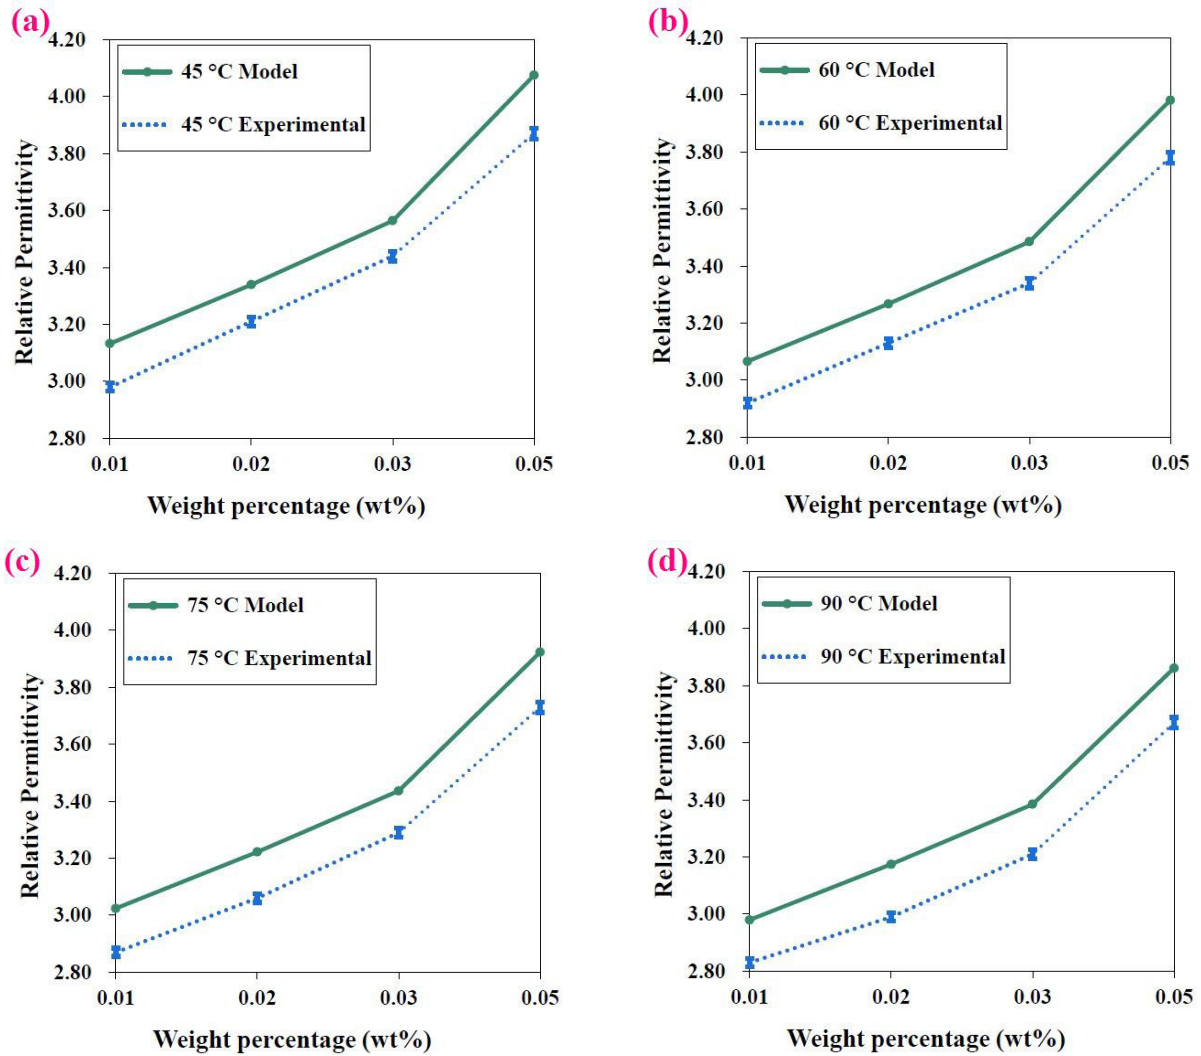 (a)
4.20
4.00
3.80
3.60
3.40
3.20
3.00
2.80
Relative Permittivity
45 °C Model
45 °C Experimental
0.01 0.02 0.03 0.05
Weight percentage (wt%)
(b)
4.20
4.00
3.80
3.60
3.40
3.20
3.00
2.80
Relative Permittivity
60 °C Model
60 °C Experimental
0.01 0.02 0.03 0.05
Weight percentage (wt%)
(c)
4.20
4.00
3.80
3.60
3.40
3.20
3.00
2.80
Relative Permittivity
75 °C Model
75 °C Experimental
0.01 0.02 0.03 0.05
Weight percentage (wt%)
(d)
4.20
4.00
3.80
3.60
3.40
3.20
3.00
2.80
Relative Permittivity
90 °C Model
90 °C Experimental
0.01 0.02 0.03 0.05
Weight percentage (wt%)